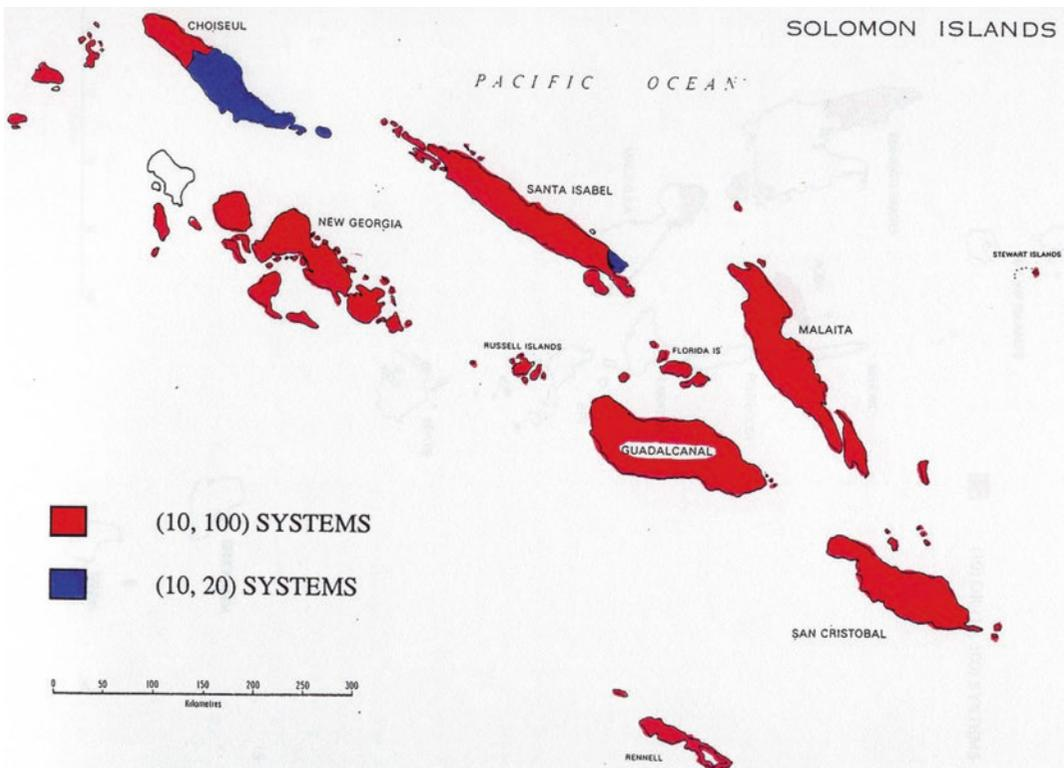 CHOISEUL
SOLOMON ISLANDS
PACIFIC OCEAN
SANTA ISABEL
NEW GEORGIA
STEWART ISLANDS
MALAITA
RUSSELL ISLANDS
FLORIDA IS
GUADALCANAL
(10, 100) SYSTEMS
(10, 20) SYSTEMS
SAN CRISTOBAL
0 50 100 150 200 250 300
Kilometres
RENNELL